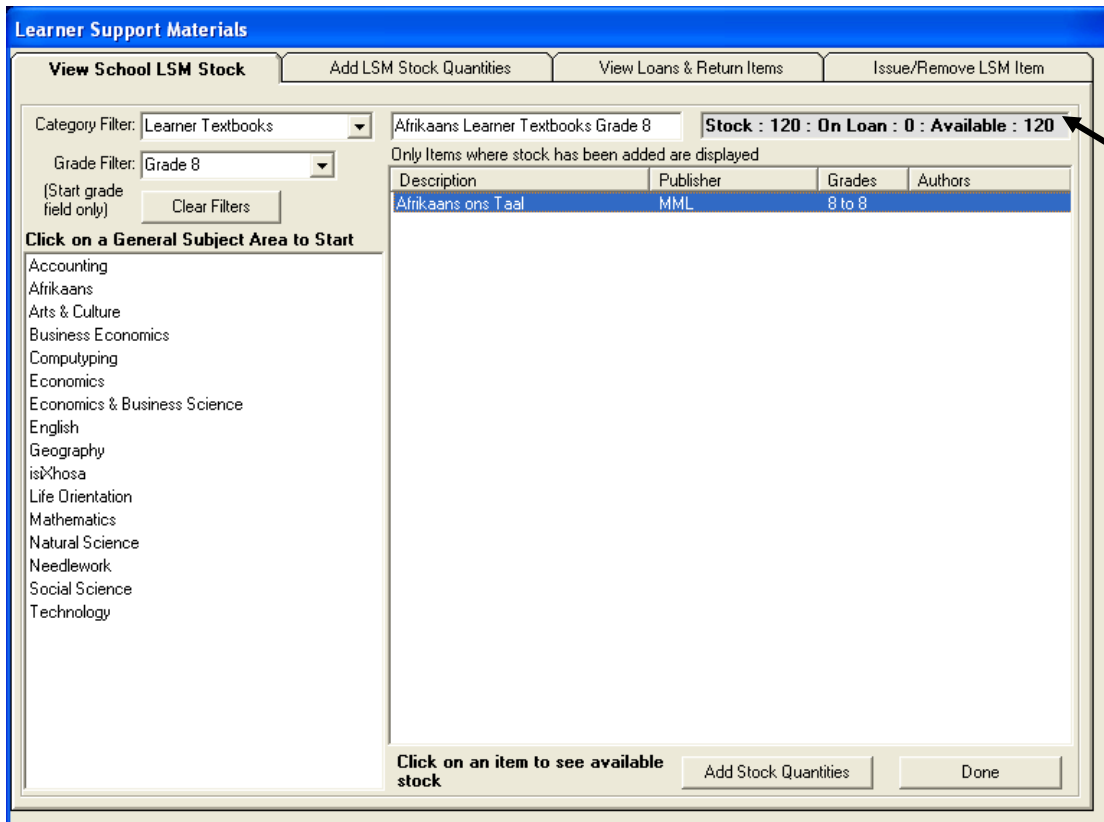 Learner Support Materials
View School LSM Stock
Add LSM Stock Quantities
View Loans & Return Items
Issue/Remove LSM Item
Category Filter: Learner Textbooks
Grade Filter: Grade 8
(Start grade
field only)
Clear Filters
Click on a General Subject Area to Start
Accounting
Afrikaans
Arts & Culture
Business Economics
Computyping
Economics
Economics & Business Science
English
Geography
isiXhosa
Life Orientation
Mathematics
Natural Science
Needlework
Social Science
Technology
Afrikaans Learner Textbooks Grade 8
Stock : 120 : On Loan : 0 : Available : 120
Only Items where stock has been added are displayed
Description Publisher Grades Authors
Afrikaans ons Taal MML 8 to 8
Click on an item to see available
stock
Add Stock Quantities
Done